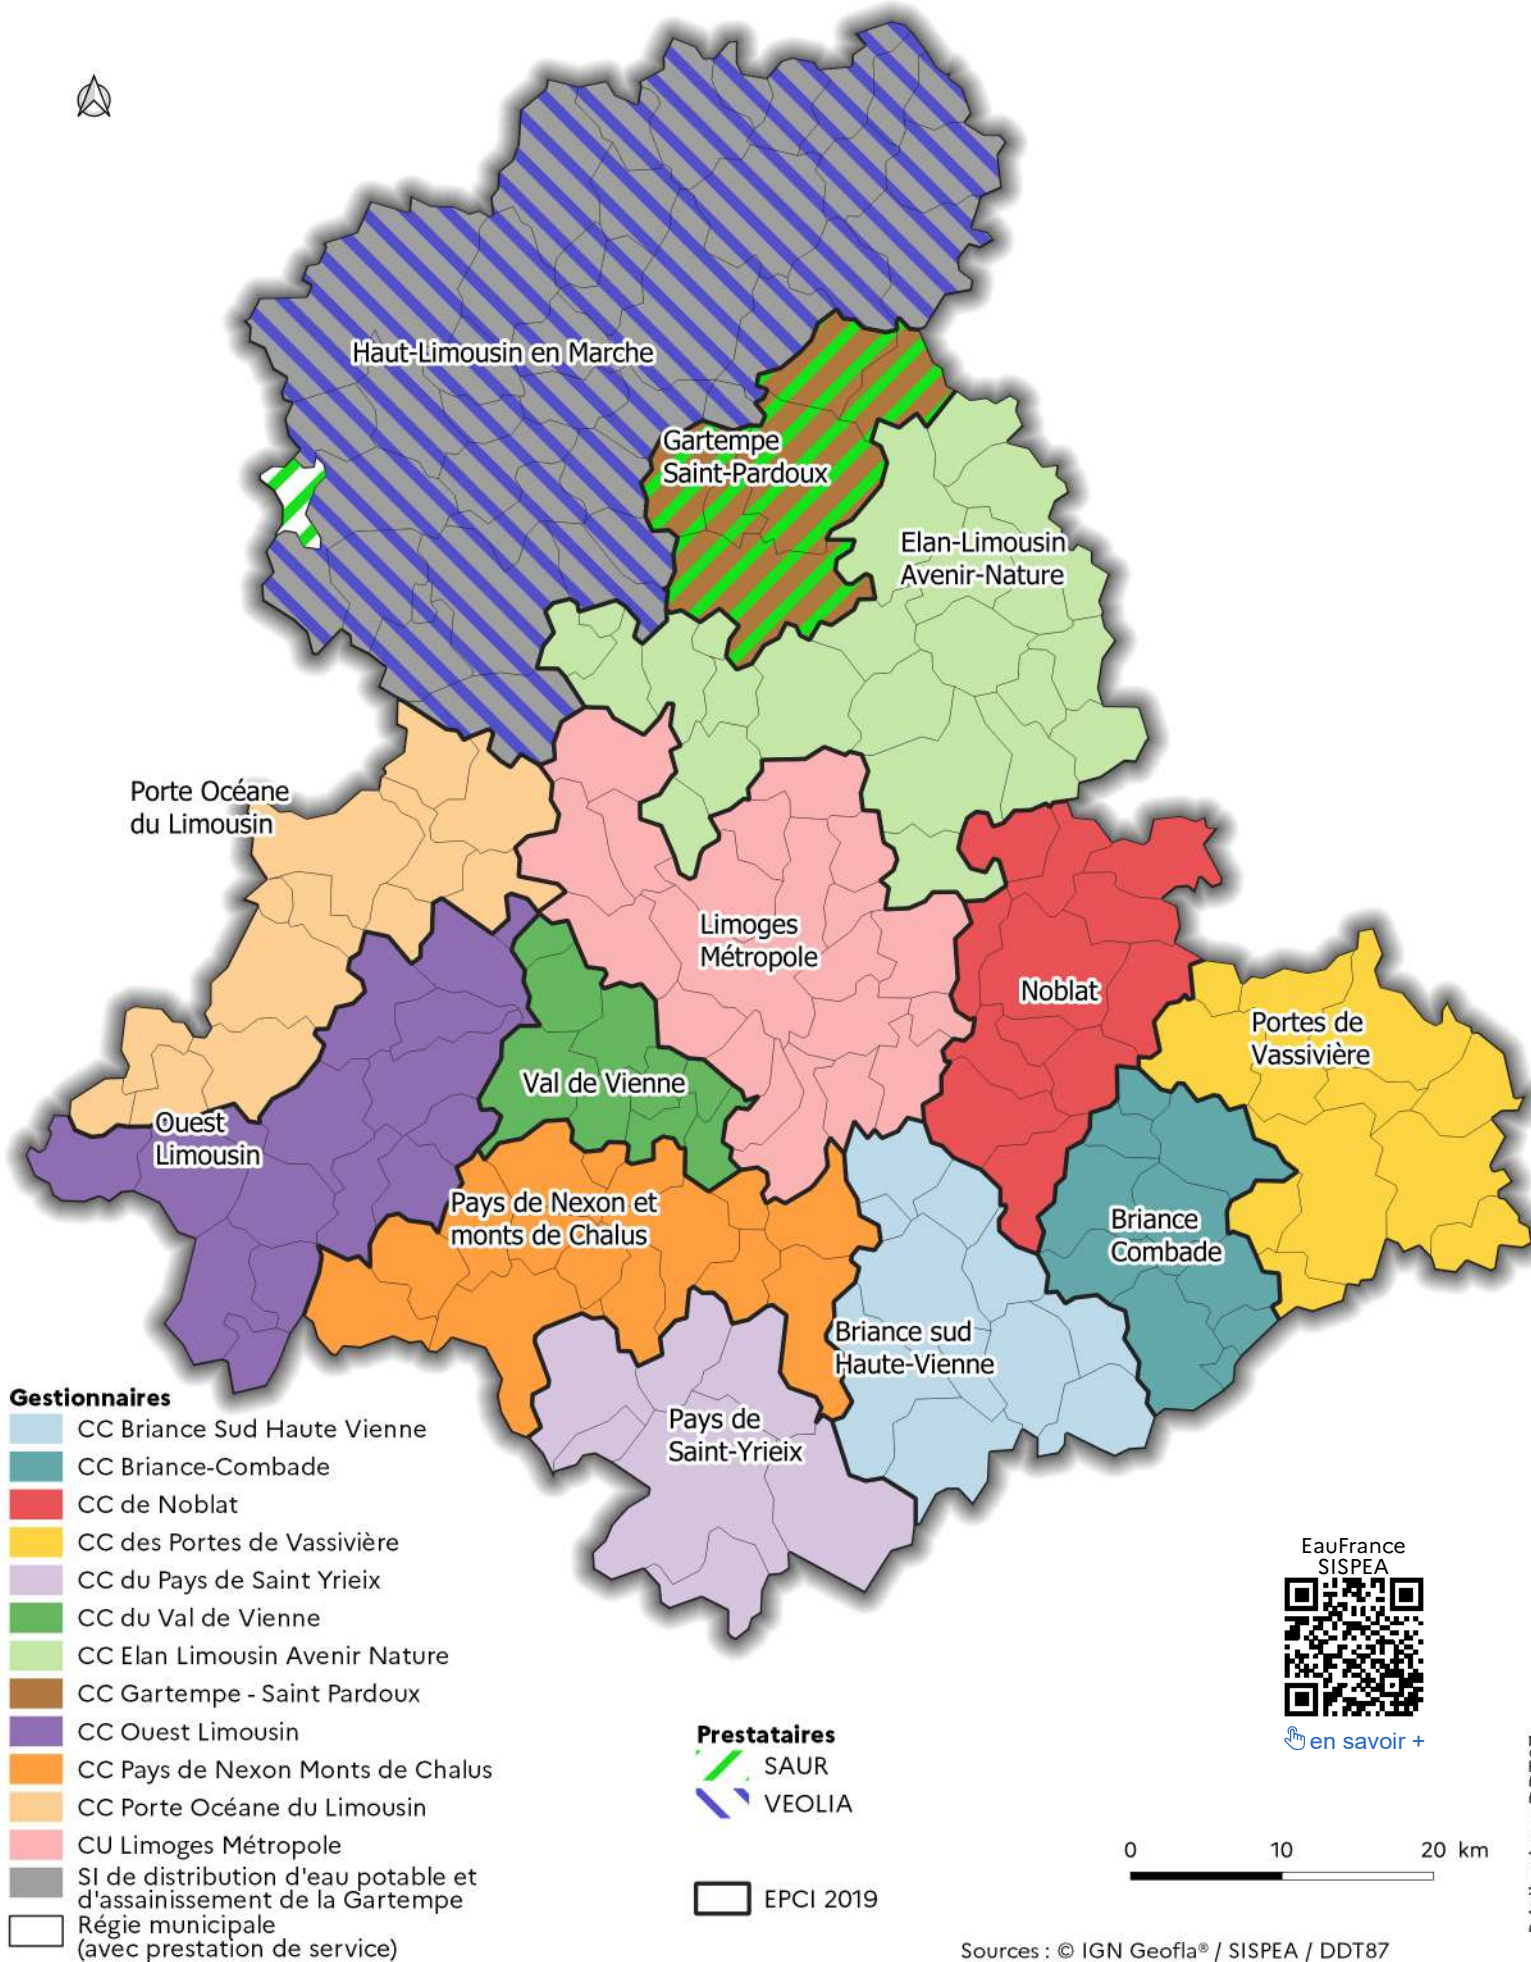 Haut-Limousin en Marche
Gartempe
Saint-Pardoux
Elan-Limousin
Avenir-Nature
Porte Océane
du Limousin
Limoges
Métropole
Noblat
Portes de
Vassivière
Val de Vienne
Ouest
Limousin
Pays de Nexon et
monts de Chalus
Briance
Combade
Briance sud
Haute-Vienne
Pays de
Saint-Yrieix
Gestionnaires
CC Briance Sud Haute Vienne
CC Briance-Combade
CC de Noblat
CC des Portes de Vassivière
CC du Pays de Saint Yrieix
CC du Val de Vienne
CC Elan Limousin Avenir Nature
CC Gartempe - Saint Pardoux
CC Ouest Limousin
CC Pays de Nexon Monts de Chalus
CC Porte Océane du Limousin
CU Limoges Métropole
SI de distribution d'eau potable et
d'assainissement de la Gartempe
Régie municipale
(avec prestation de service)
Prestataires
SAUR
VEOLIA
EPCI 2019
EauFrance
SISPEA
en savoir +
0 10 20 km
Sources : © IGN Geofla® / SISPEA / DDT87